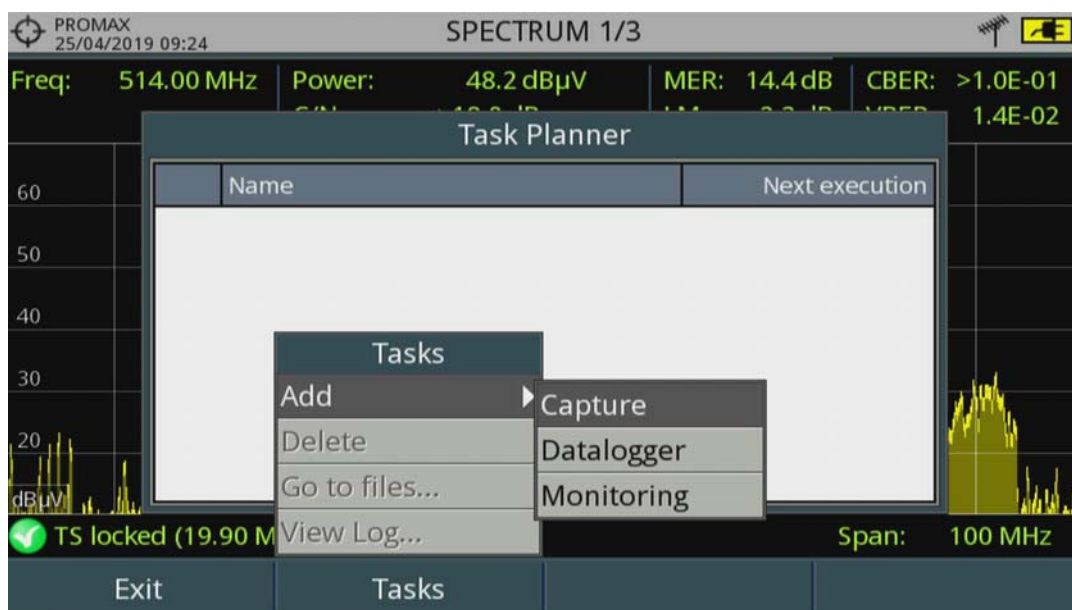 PROMAX
25/04/2019 09:24
SPECTRUM 1/3
Freq: 514.00 MHz
Power: 48.2 dBµV
MER: 14.4 dB
CBER: >1.0E-01
1.4E-02
Task Planner
Name
Next execution
60
50
40
30
20
dBµV
Tasks
Add
Delete
Go to files...
View Log...
Capture
Datalogger
Monitoring
TS locked (19.90 M
Span: 100 MHz
Exit
Tasks